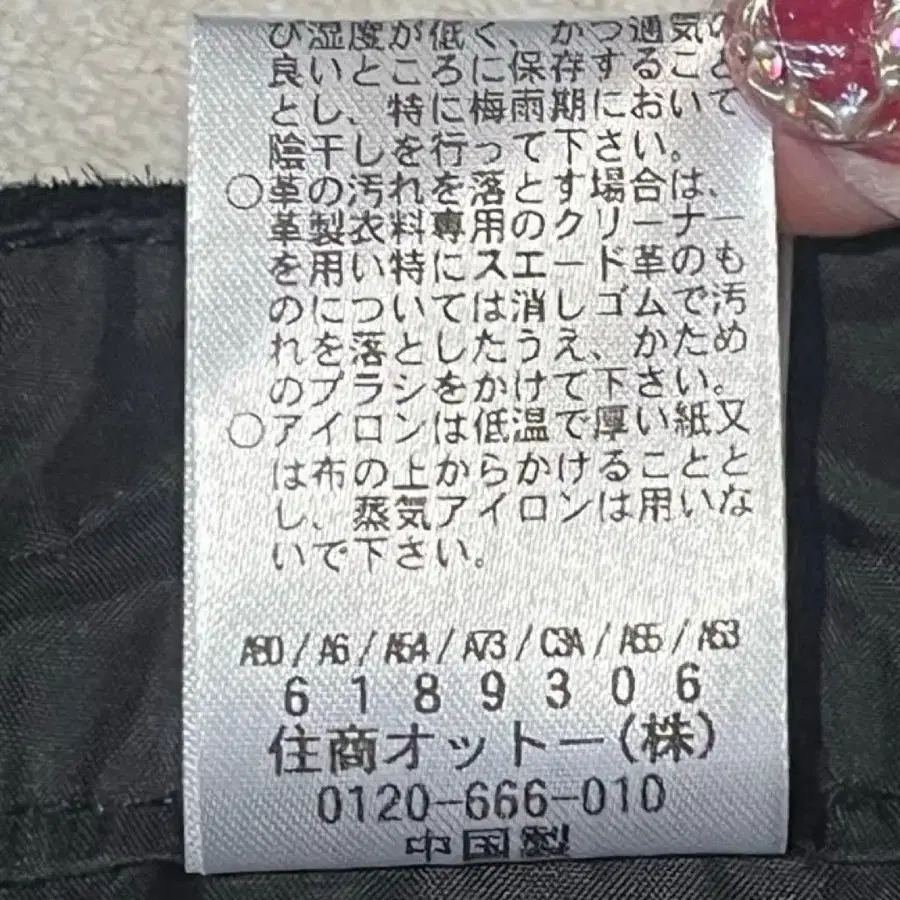 び湿度が低く、かつ通気の
良いところに保存すること
とし、特に梅雨期において
陰干しを行って下さい。
○革の汚れを落とす場合は、
革製衣料専用のクリーナー
を用い特にスエード革のも
のについては消しゴムで汚
れを落としたうえ、かため
のブラシをかけて下さい。
○アイロンは低温で厚い紙又
は布の上からかけることと
し、蒸気アイロンは用いな
いで下さい。
A90/A6/A54/A73/C3A/A55/A53
6189306
住商オットー(株)
0120-666-010
中国製